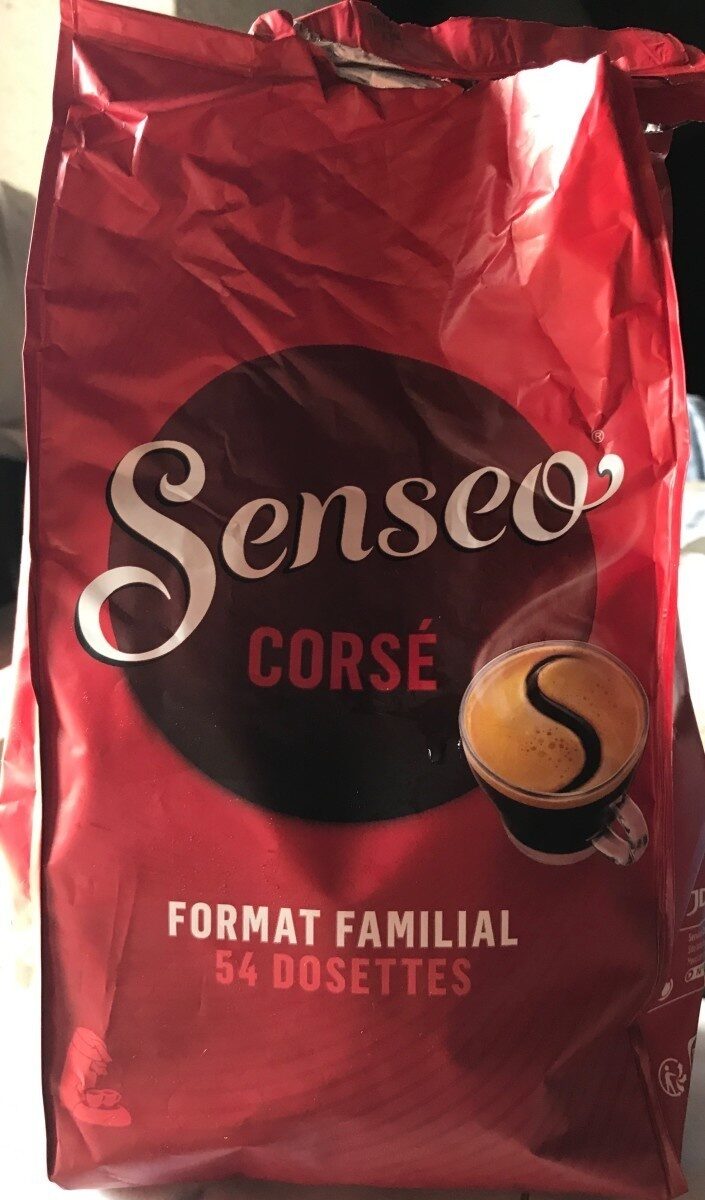 Senseo®
CORSÉ
FORMAT FAMILIAL
54 DOSETTES